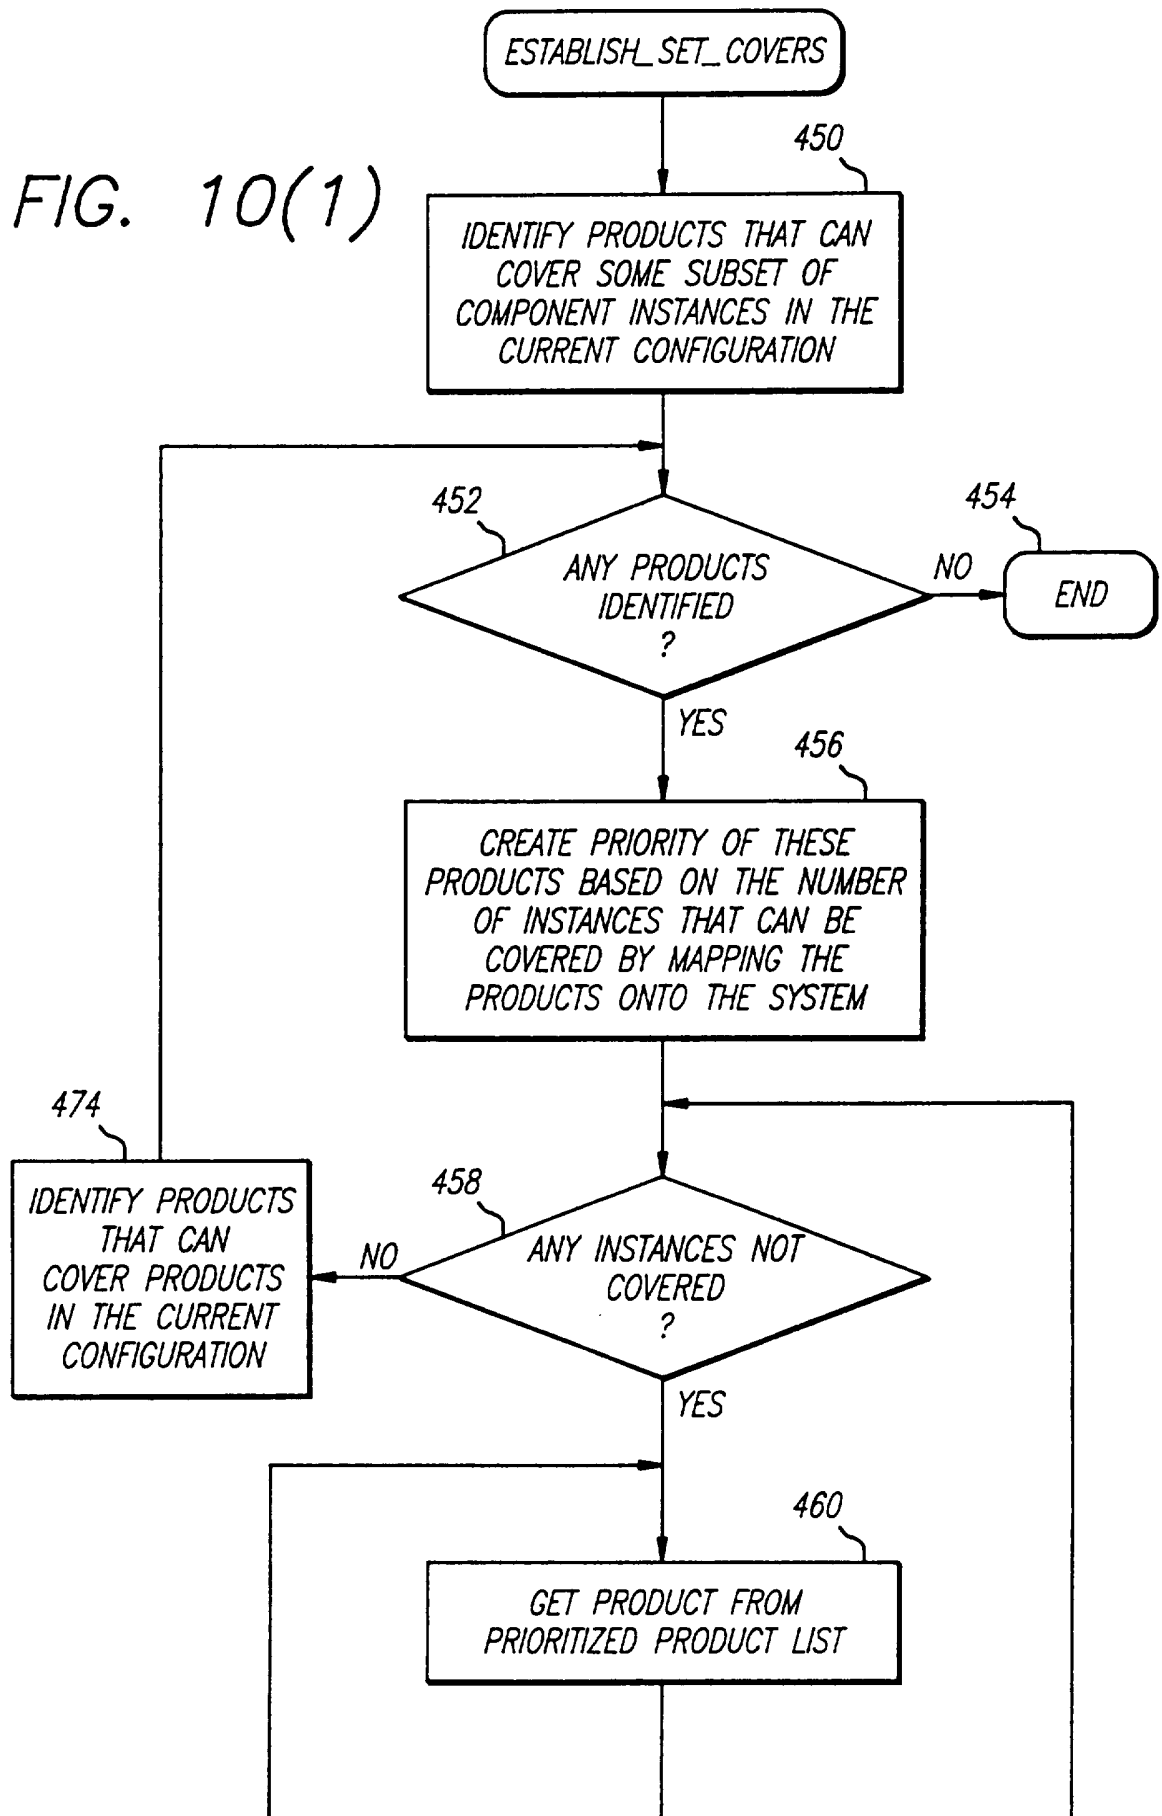 FIG. 10(1)
ESTABLISH_SET_COVERS
450
IDENTIFY PRODUCTS THAT CAN
COVER SOME SUBSET OF
COMPONENT INSTANCES IN THE
CURRENT CONFIGURATION
452
ANY PRODUCTS
IDENTIFIED
?
NO
454
END
YES
456
CREATE PRIORITY OF THESE
PRODUCTS BASED ON THE NUMBER
OF INSTANCES THAT CAN BE
COVERED BY MAPPING THE
PRODUCTS ONTO THE SYSTEM
474
IDENTIFY PRODUCTS
THAT CAN
COVER PRODUCTS
IN THE CURRENT
CONFIGURATION
NO
458
ANY INSTANCES NOT
COVERED
?
YES
460
GET PRODUCT FROM
PRIORITIZED PRODUCT LIST